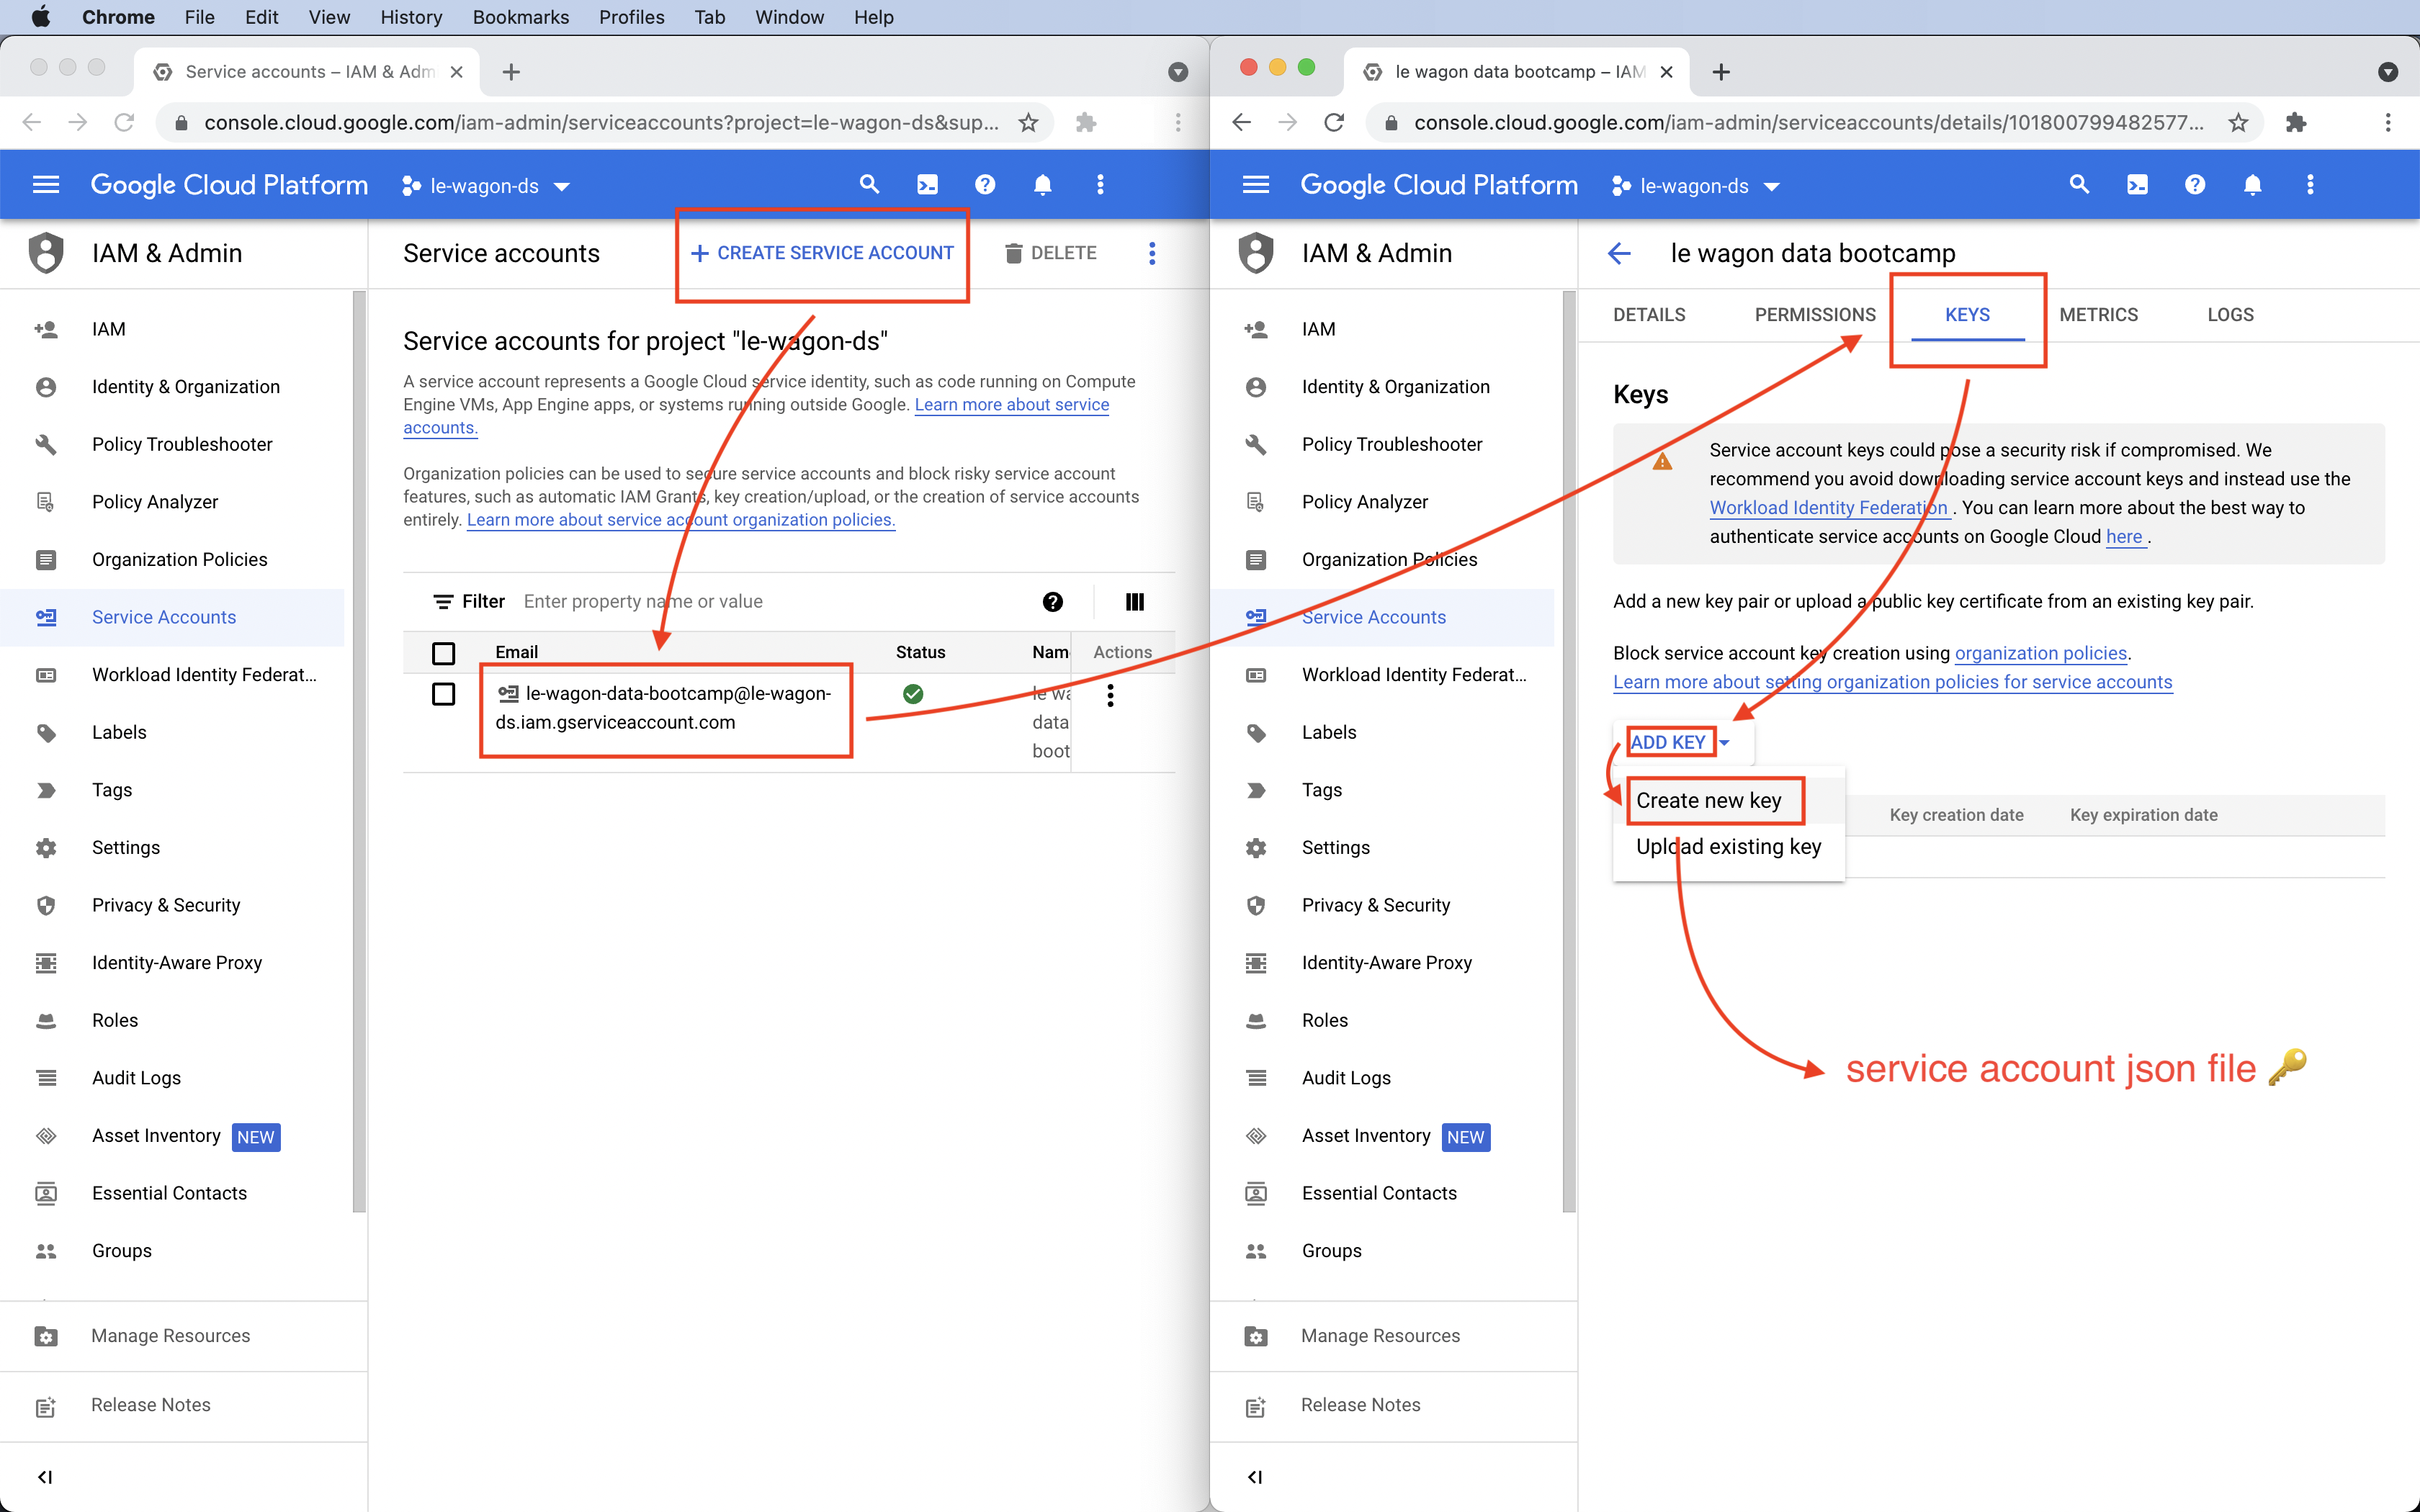 Chrome File Edit View History Bookmarks Profiles Tab Window Help
Service accounts – IAM & Adm
console.cloud.google.com/iam-admin/serviceaccounts?project=le-wagon-ds&sup...
Google Cloud Platform
le-wagon-ds
IAM & Admin
IAM
Identity & Organization
Policy Troubleshooter
Policy Analyzer
Organization Policies
Service Accounts
Workload Identity Federat...
Labels
Tags
Settings
Privacy & Security
Identity-Aware Proxy
Roles
Audit Logs
Asset Inventory NEW
Essential Contacts
Groups
Manage Resources
Release Notes
Service accounts
CREATE SERVICE ACCOUNT
DELETE
Service accounts for project "le-wagon-ds"
A service account represents a Google Cloud service identity, such as code running on Compute
Engine VMs, App Engine apps, or systems running outside Google. Learn more about service
accounts.
Organization policies can be used to secure service accounts and block risky service account
features, such as automatic IAM Grants, key creation/upload, or the creation of service accounts
entirely. Learn more about service account organization policies.
Filter Enter property name or value
Email Status Nam Actions
le-wagon-data-bootcamp@le-wagon-
ds.iam.gserviceaccount.com
le wa
data
boot
le wagon data bootcamp – IAM
console.cloud.google.com/iam-admin/serviceaccounts/details/101800799482577...
Google Cloud Platform
le-wagon-ds
IAM & Admin
IAM
Identity & Organization
Policy Troubleshooter
Policy Analyzer
Organization Policies
Service Accounts
Workload Identity Federat...
Labels
Tags
Settings
Privacy & Security
Identity-Aware Proxy
Roles
Audit Logs
Asset Inventory NEW
Essential Contacts
Groups
Manage Resources
Release Notes
le wagon data bootcamp
DETAILS PERMISSIONS KEYS METRICS LOGS
Keys
Service account keys could pose a security risk if compromised. We
recommend you avoid downloading service account keys and instead use the
Workload Identity Federation . You can learn more about the best way to
authenticate service accounts on Google Cloud here .
Add a new key pair or upload a public key certificate from an existing key pair.
Block service account key creation using organization policies.
Learn more about setting organization policies for service accounts
ADD KEY
Create new key
Upload existing key
Key creation date Key expiration date
service account json file 🔑